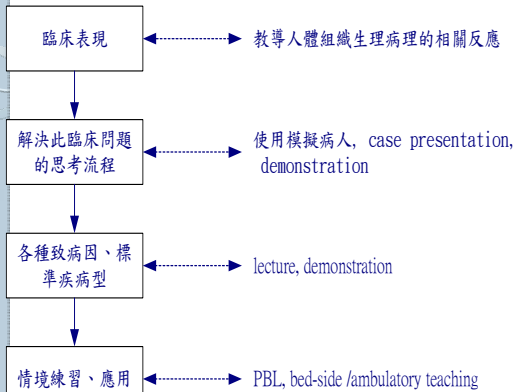 臨床表現
教導人體組織生理病理的相關反應
解決此臨床問題
的思考流程
使用模擬病人, case presentation,
demonstration
各種致病因、標
準疾病型
lecture, demonstration
情境練習、應用
PBL, bed-side /ambulatory teaching